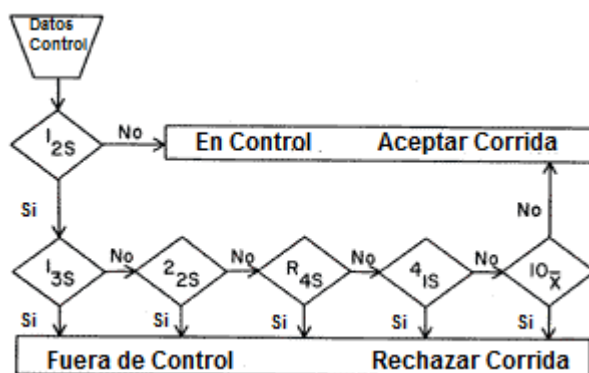 Datos
Control
1 2S
No
En Control Aceptar Corrida
Si
No
1 3S
No
2 2S
No
R 4S
No
4 1S
No
10 x̄
Si
Si
Si
Si
Si
Fuera de Control Rechazar Corrida